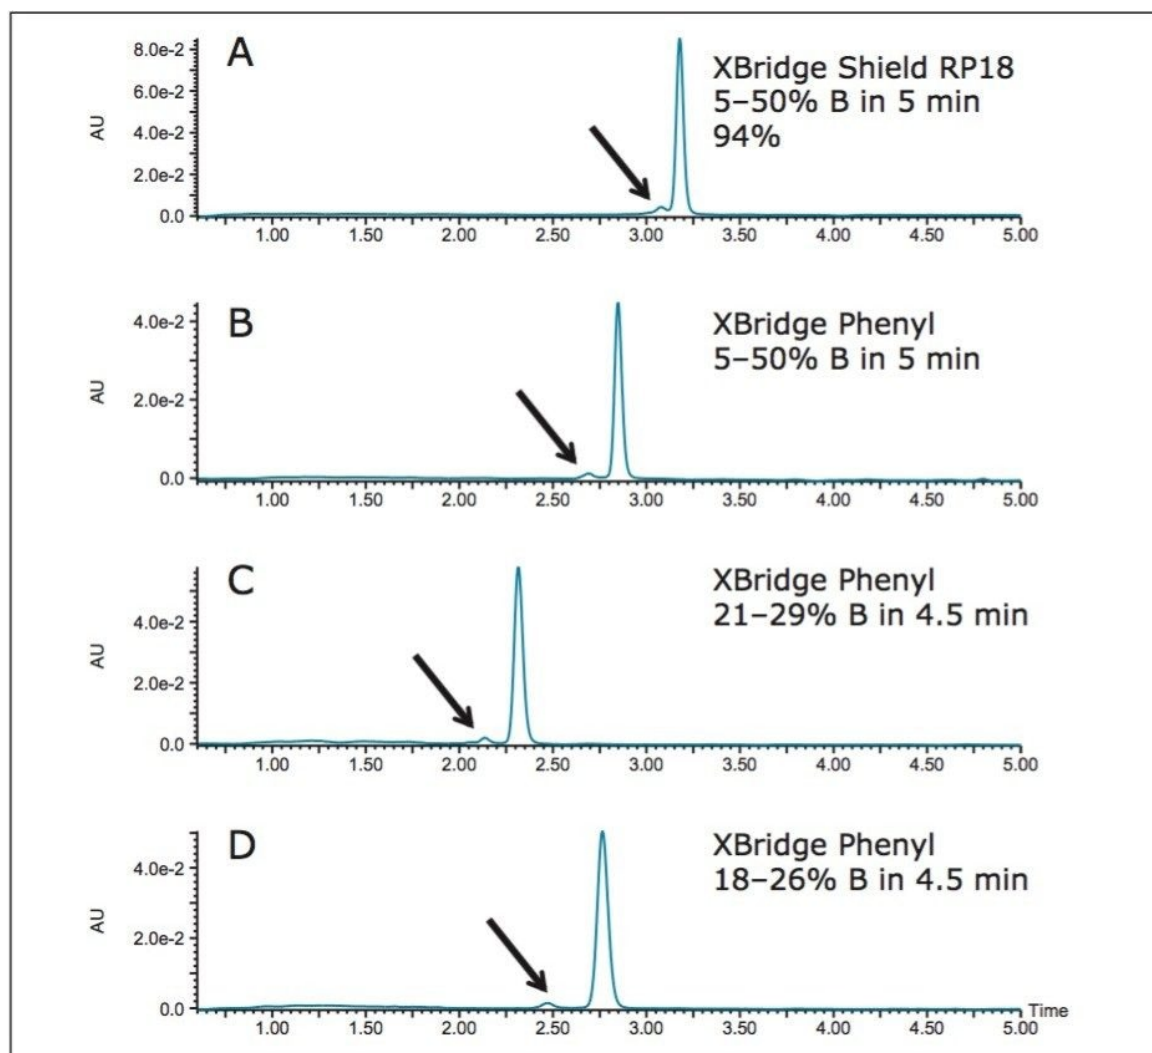 A
XBridge Shield RP18
5–50% B in 5 min
94%
AU
8.0e-2
6.0e-2
4.0e-2
2.0e-2
0.0
1.00 1.50 2.00 2.50 3.00 3.50 4.00 4.50 5.00
B
XBridge Phenyl
5–50% B in 5 min
AU
4.0e-2
2.0e-2
0.0
1.00 1.50 2.00 2.50 3.00 3.50 4.00 4.50 5.00
C
XBridge Phenyl
21–29% B in 4.5 min
AU
4.0e-2
2.0e-2
0.0
1.00 1.50 2.00 2.50 3.00 3.50 4.00 4.50 5.00
D
XBridge Phenyl
18–26% B in 4.5 min
AU
4.0e-2
2.0e-2
0.0
Time
1.00 1.50 2.00 2.50 3.00 3.50 4.00 4.50 5.00